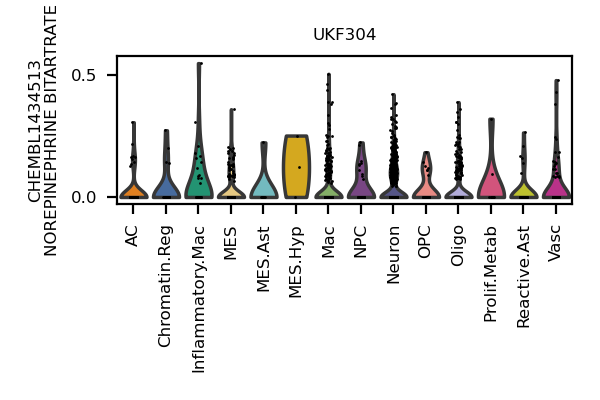 UKF304
CHEMBL1434513
NOREPINEPHRINE BITARTRATE
0.5
0.0
AC
Chromatin.Reg
Inflammatory.Mac
MES
MES.Ast
MES.Hyp
Mac
NPC
Neuron
OPC
Oligo
Prolif.Metab
Reactive.Ast
Vasc